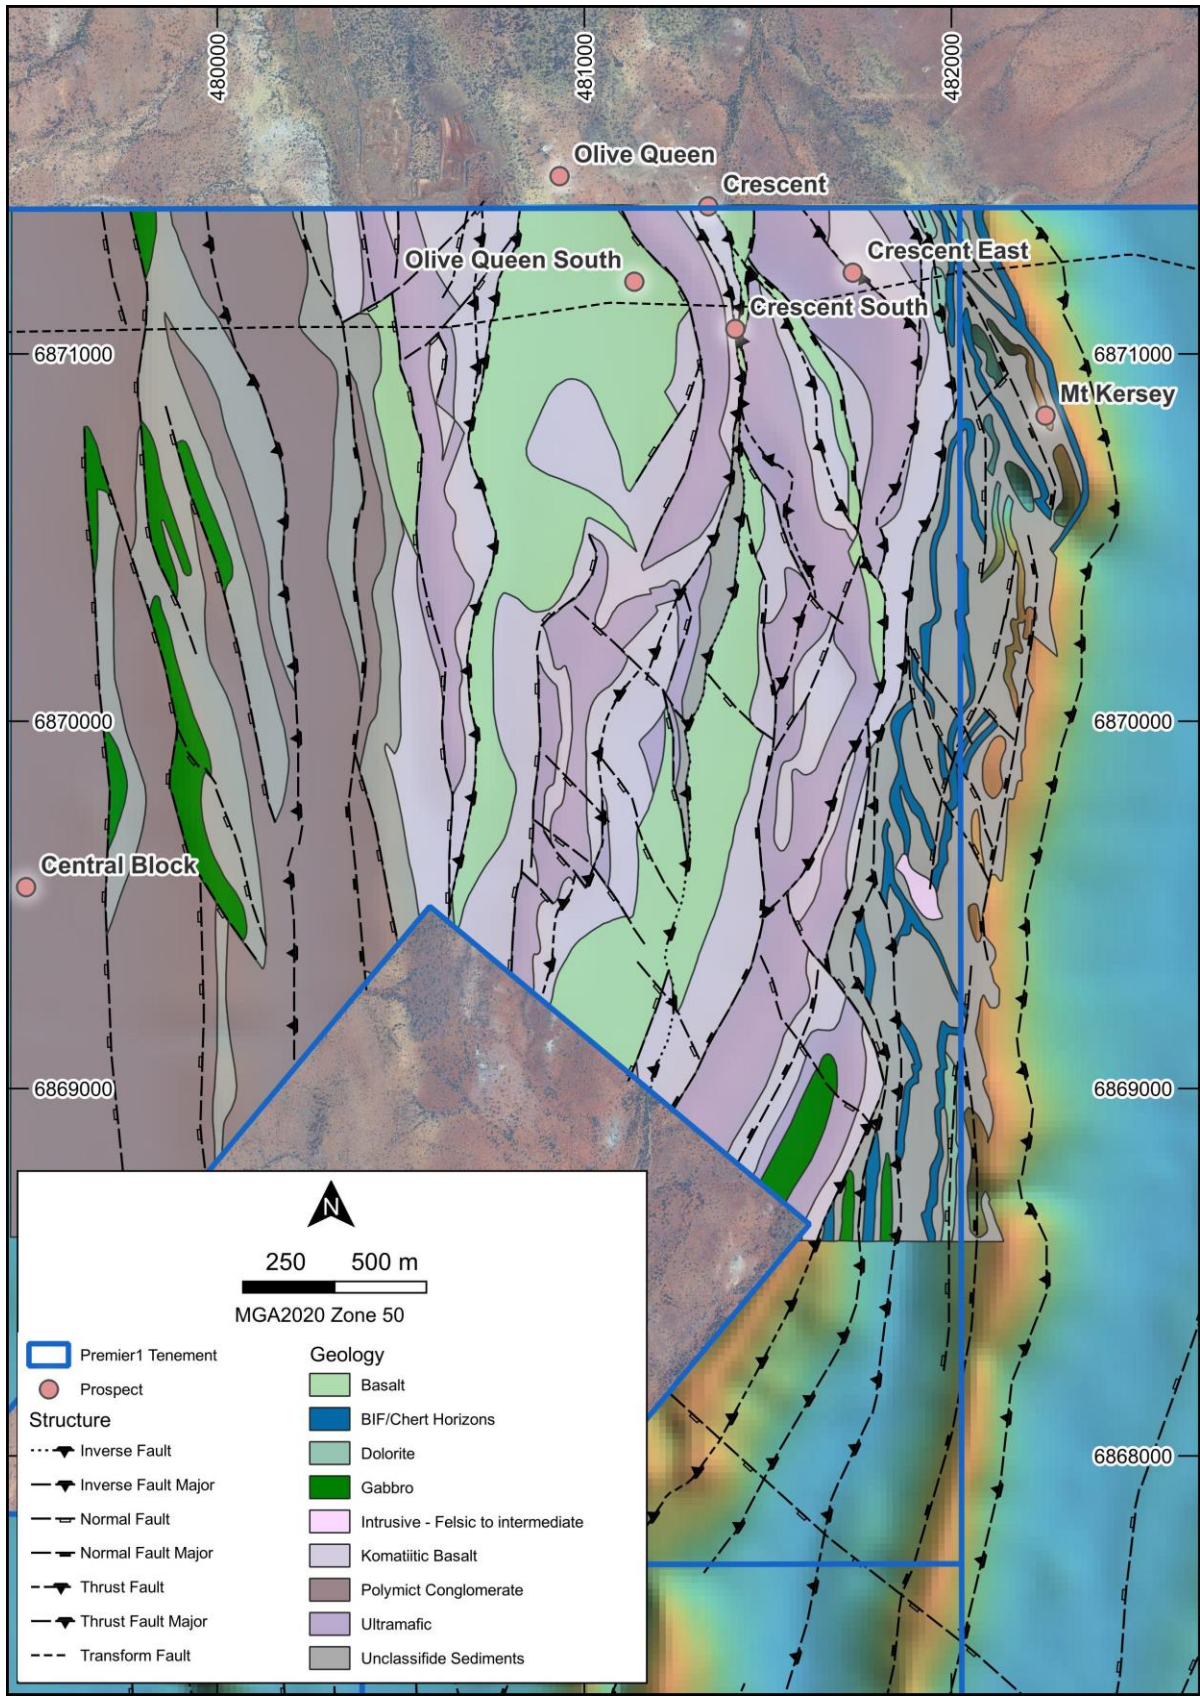 480000
481000
482000
Olive Queen
Crescent
Olive Queen South
Crescent East
Crescent South
6871000
6871000
Mt Kersey
6870000
6870000
Central Block
6869000
6869000
N
250 500 m
MGA2020 Zone 50
Premier1 Tenement
Prospect
Structure
Inverse Fault
Inverse Fault Major
Normal Fault
Normal Fault Major
Thrust Fault
Thrust Fault Major
Transform Fault
Geology
Basalt
BIF/Chert Horizons
Dolorite
Gabbro
Intrusive - Felsic to intermediate
Komatiitic Basalt
Polymict Conglomerate
Ultramafic
Unclassifide Sediments
6868000